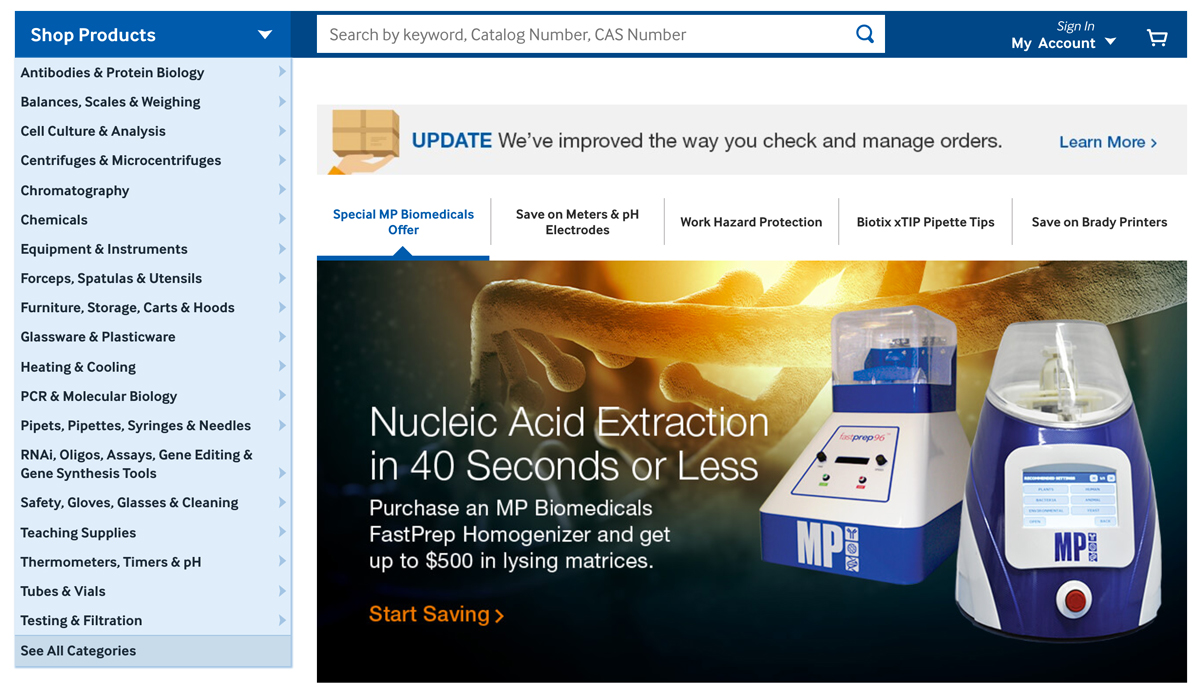 Shop Products
Search by keyword, Catalog Number, CAS Number
Sign In
My Account
Antibodies & Protein Biology
Balances, Scales & Weighing
Cell Culture & Analysis
Centrifuges & Microcentrifuges
Chromatography
Chemicals
Equipment & Instruments
Forceps, Spatulas & Utensils
Furniture, Storage, Carts & Hoods
Glassware & Plasticware
Heating & Cooling
PCR & Molecular Biology
Pipets, Pipettes, Syringes & Needles
RNAi, Oligos, Assays, Gene Editing &
Gene Synthesis Tools
Safety, Gloves, Glasses & Cleaning
Teaching Supplies
Thermometers, Timers & pH
Tubes & Vials
Testing & Filtration
See All Categories
UPDATE We've improved the way you check and manage orders.
Learn More >
Special MP Biomedicals
Offer
Save on Meters & pH
Electrodes
Work Hazard Protection
Biotix xTIP Pipette Tips
Save on Brady Printers
Nucleic Acid Extraction
in 40 Seconds or Less
Purchase an MP Biomedicals
FastPrep Homogenizer and get
up to $500 in lysing matrices.
Start Saving >
fastprep96™
MP
MP